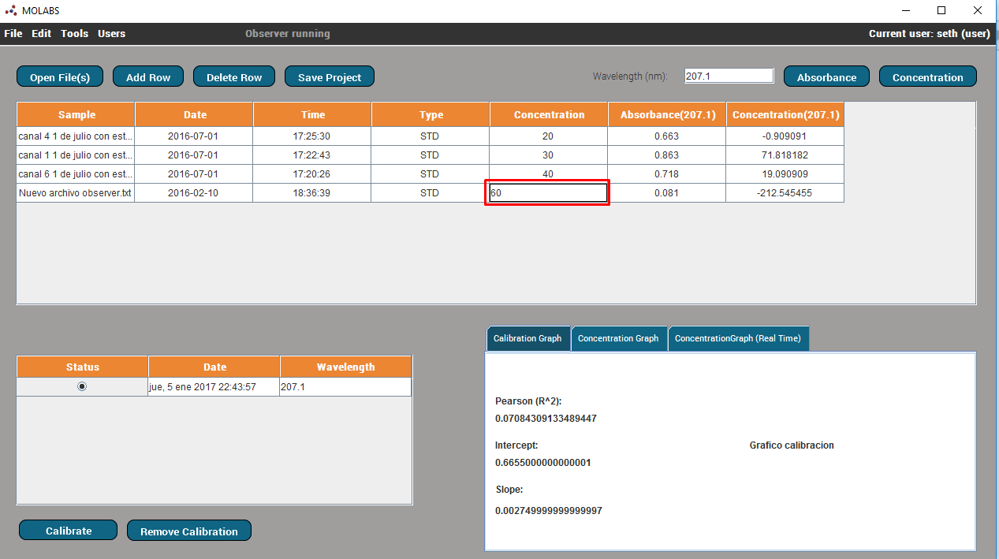 MOLABS
File Edit Tools Users Observer running Current user: seth (user)
Open File(s) Add Row Delete Row Save Project Wavelength (nm): 207.1 Absorbance Concentration
Sample Date Time Type Concentration Absorbance(207.1) Concentration(207.1)
canal 4 1 de julio con est... 2016-07-01 17:25:30 STD 20 0.663 -0.909091
canal 1 1 de julio con est... 2016-07-01 17:22:43 STD 30 0.863 71.818182
canal 6 1 de julio con est... 2016-07-01 17:20:26 STD 40 0.718 19.090909
Nuevo archivo observer.txt 2016-02-10 18:36:39 STD 60 0.081 -212.545455
Status Date Wavelength
jue, 5 ene 2017 22:43:57 207.1
Calibrate Remove Calibration
Calibration Graph Concentration Graph ConcentrationGraph (Real Time)
Pearson (R^2):
0.07084309133489447
Intercept:
0.6655000000000001
Slope:
0.002749999999999997
Grafico calibracion